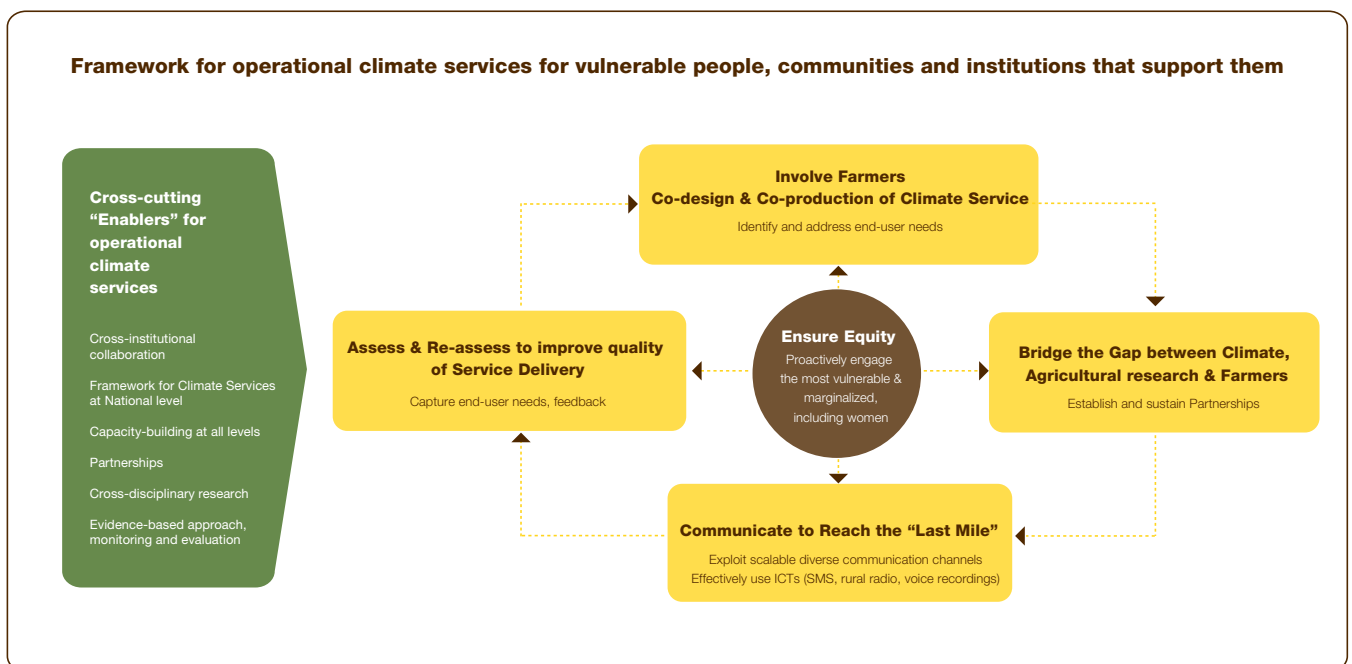 Framework for operational climate services for vulnerable people, communities and institutions that support them
Cross-cutting
“Enablers” for
operational
climate
services
Cross-institutional
collaboration
Framework for Climate Services
at National level
Capacity-building at all levels
Partnerships
Cross-disciplinary research
Evidence-based approach,
monitoring and evaluation
Involve Farmers
Co-design & Co-production of Climate Service
Identify and address end-user needs
Assess & Re-assess to improve quality
of Service Delivery
Capture end-user needs, feedback
Ensure Equity
Proactively engage
the most vulnerable &
marginalized,
including women
Bridge the Gap between Climate,
Agricultural research & Farmers
Establish and sustain Partnerships
Communicate to Reach the “Last Mile”
Exploit scalable diverse communication channels
Effectively use ICTs (SMS, rural radio, voice recordings)